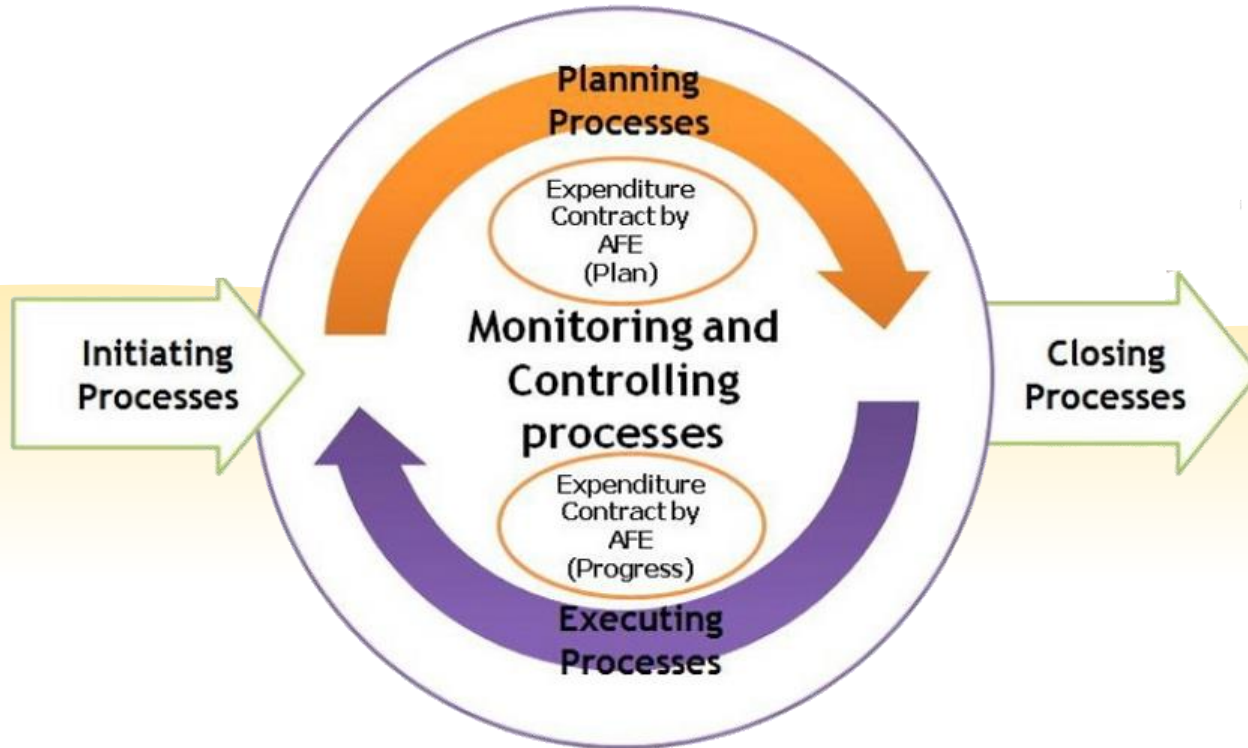 Planning
Processes
Expenditure
Contract by
AFE
(Plan)
Initiating
Processes
Monitoring and
Controlling
processes
Closing
Processes
Expenditure
Contract by
AFE
(Progress)
Executing
Processes